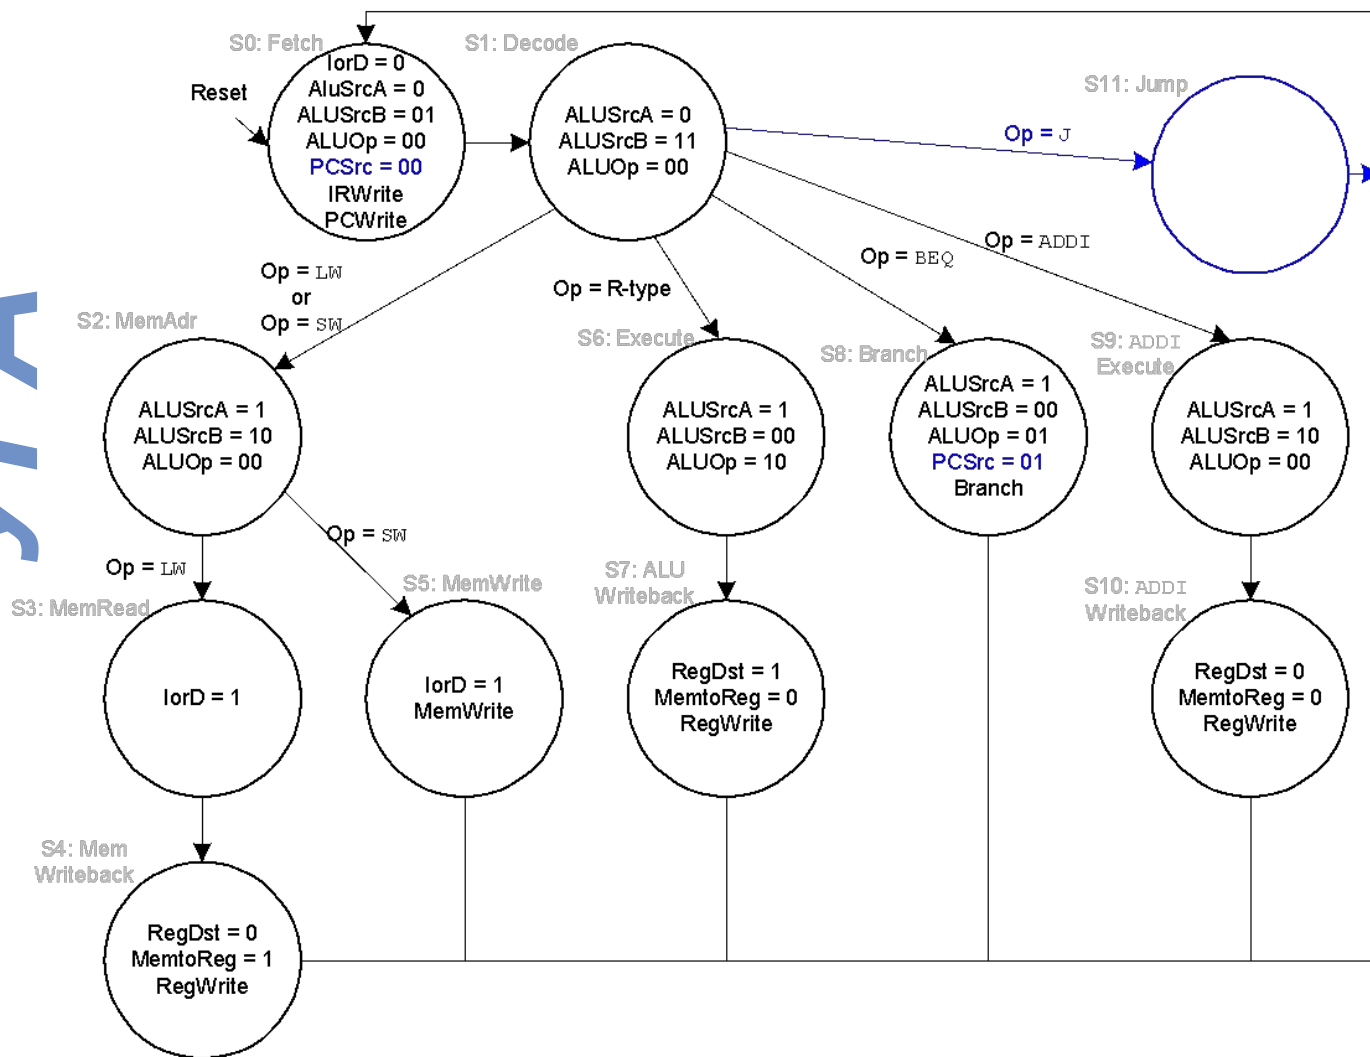 S0: Fetch
IorD = 0
AluSrcA = 0
ALUSrcB = 01
ALUOp = 00
PCSrc = 00
IRWrite
PCWrite
Reset
S1: Decode
ALUSrcA = 0
ALUSrcB = 11
ALUOp = 00
S11: Jump
Op = J
Op = ADDI
Op = BEQ
Op = R-type
Op = LW
or
Op = SW
S2: MemAdr
ALUSrcA = 1
ALUSrcB = 10
ALUOp = 00
S6: Execute
ALUSrcA = 1
ALUSrcB = 00
ALUOp = 10
S8: Branch
ALUSrcA = 1
ALUSrcB = 00
ALUOp = 01
PCSrc = 01
Branch
S9: ADDI
Execute
ALUSrcA = 1
ALUSrcB = 10
ALUOp = 00
Op = LW
Op = SW
S3: MemRead
IorD = 1
S5: MemWrite
IorD = 1
MemWrite
S7: ALU
Writeback
RegDst = 1
MemtoReg = 0
RegWrite
S10: ADDI
Writeback
RegDst = 0
MemtoReg = 0
RegWrite
S4: Mem
Writeback
RegDst = 0
MemtoReg = 1
RegWrite